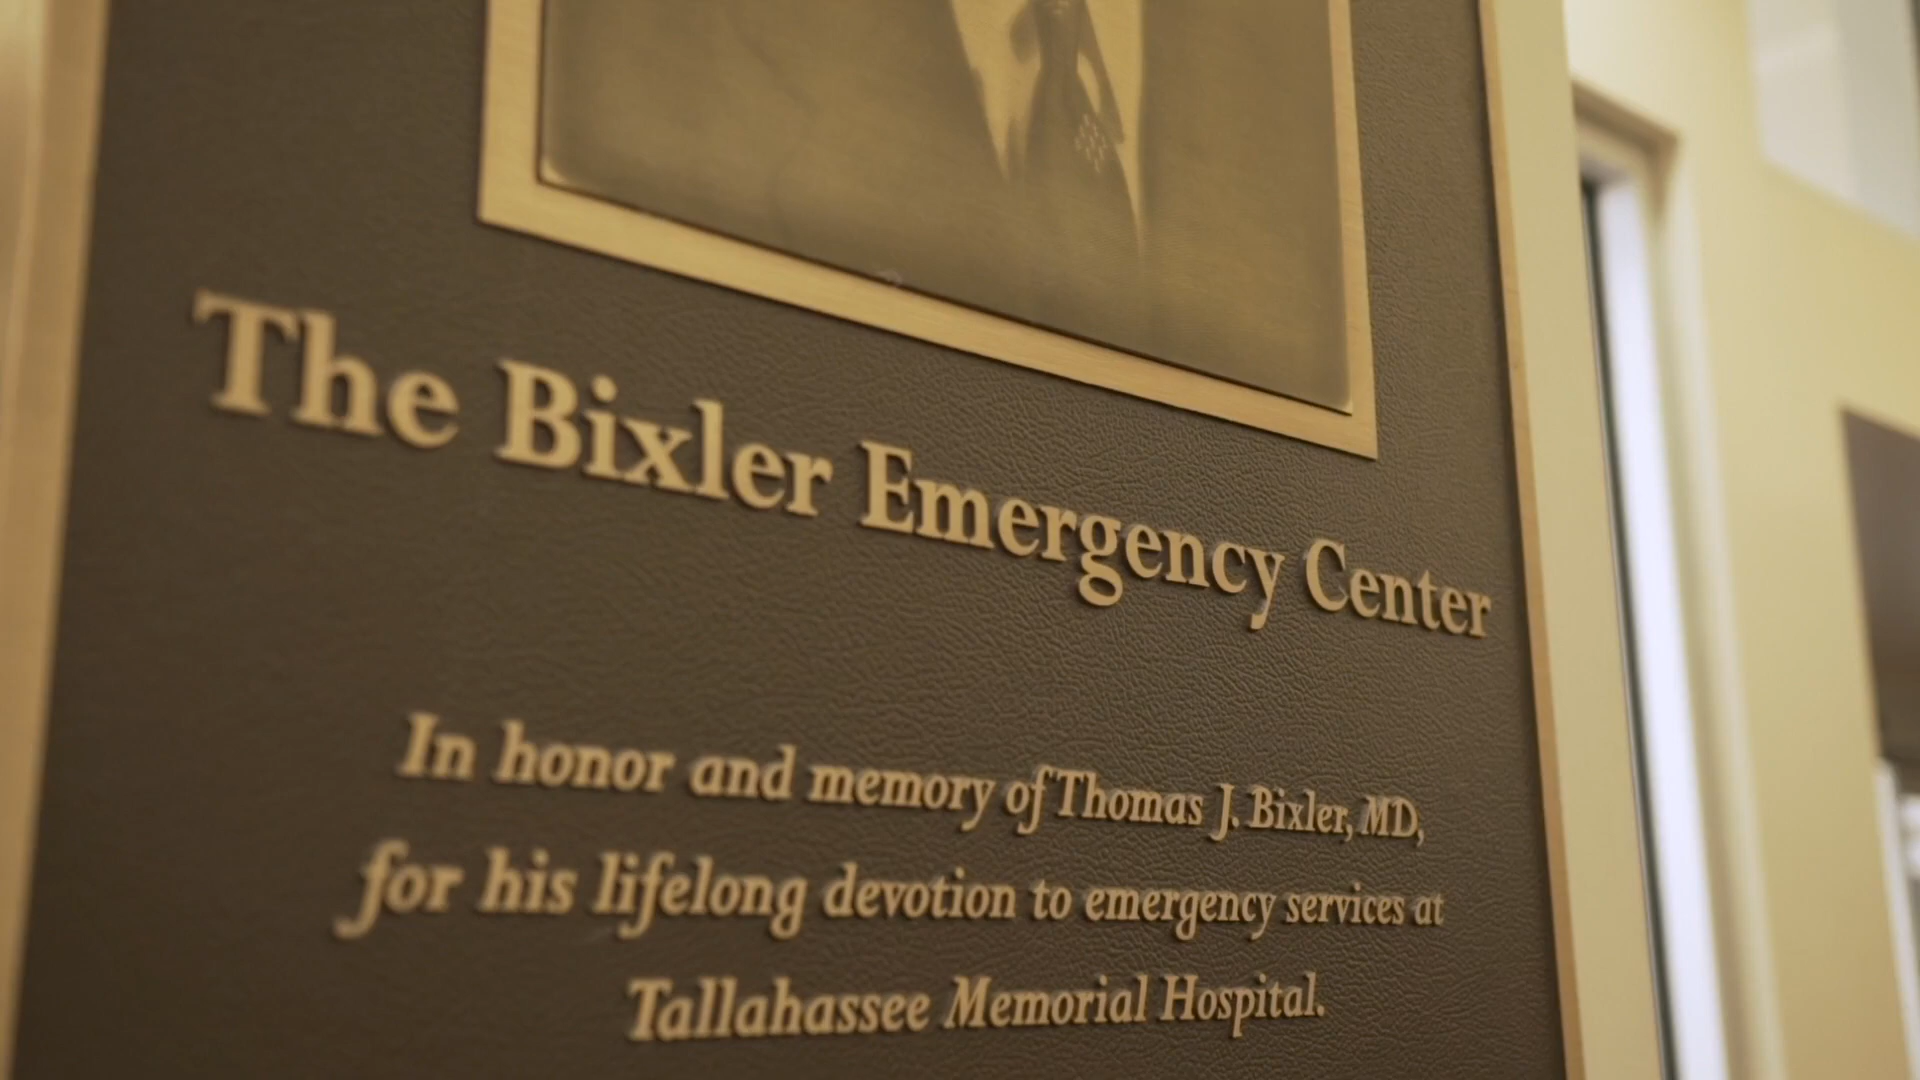 The Bixler Emergency Center
In honor and memory of Thomas J. Bixler, MD,
for his lifelong devotion to emergency services at
Tallahassee Memorial Hospital.